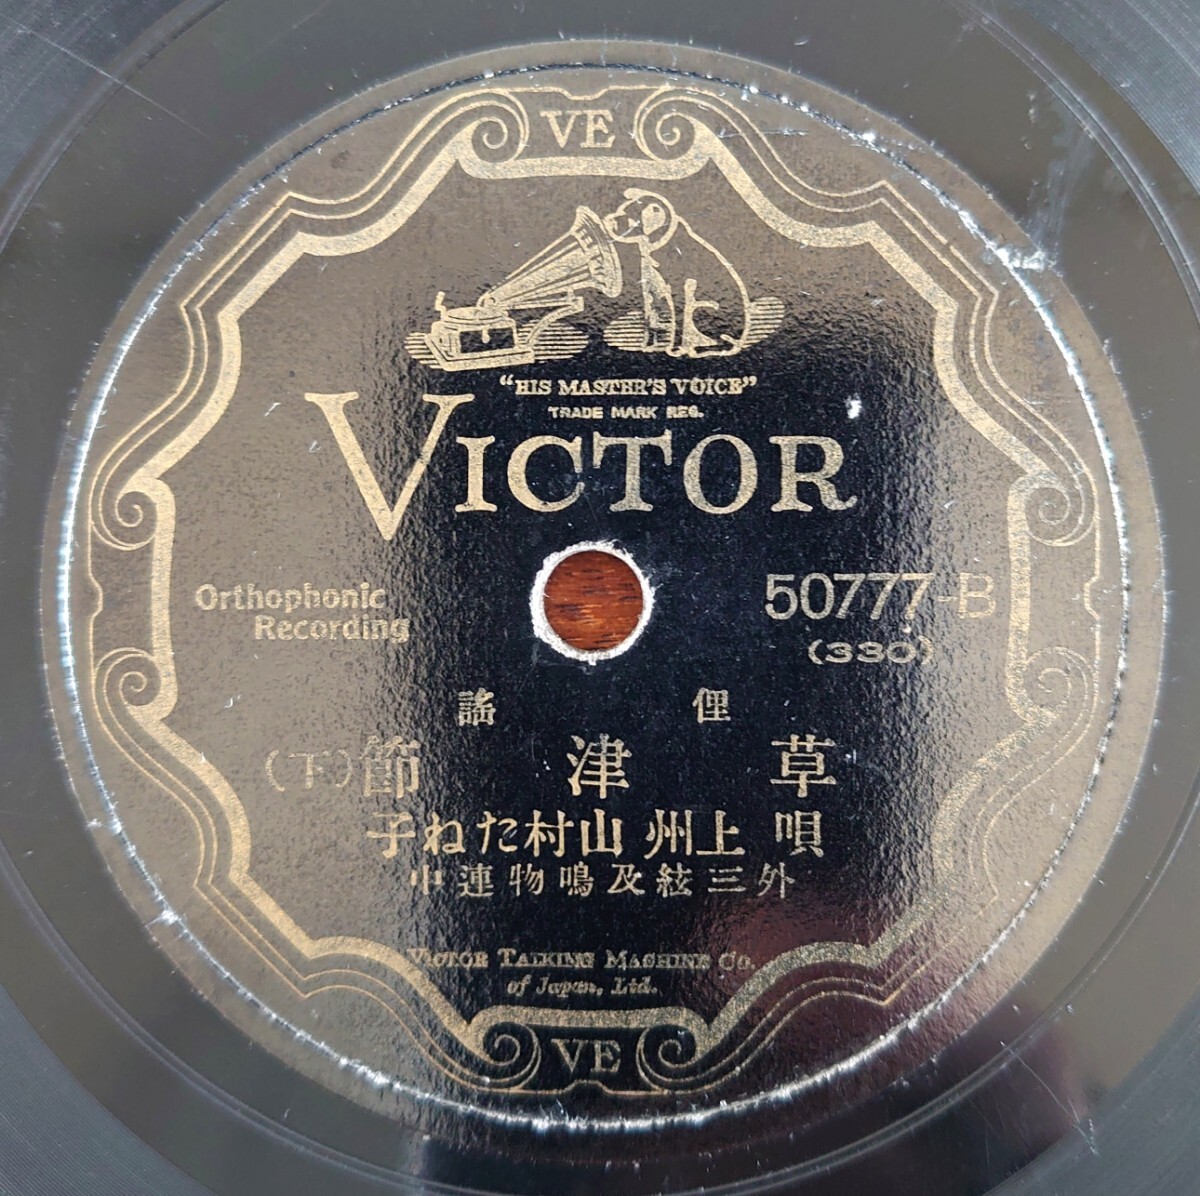 VE
"HIS MASTER'S VOICE"
TRADE MARK REG.
VICTOR
Orthophonic
Recording
50777-B
(330)
俚謠
草津節(下)
唄 上州 山村たね子
外三絃及鳴物連中
VICTOR TALKING MACHINE CO.
of Japan, Ltd.
VE